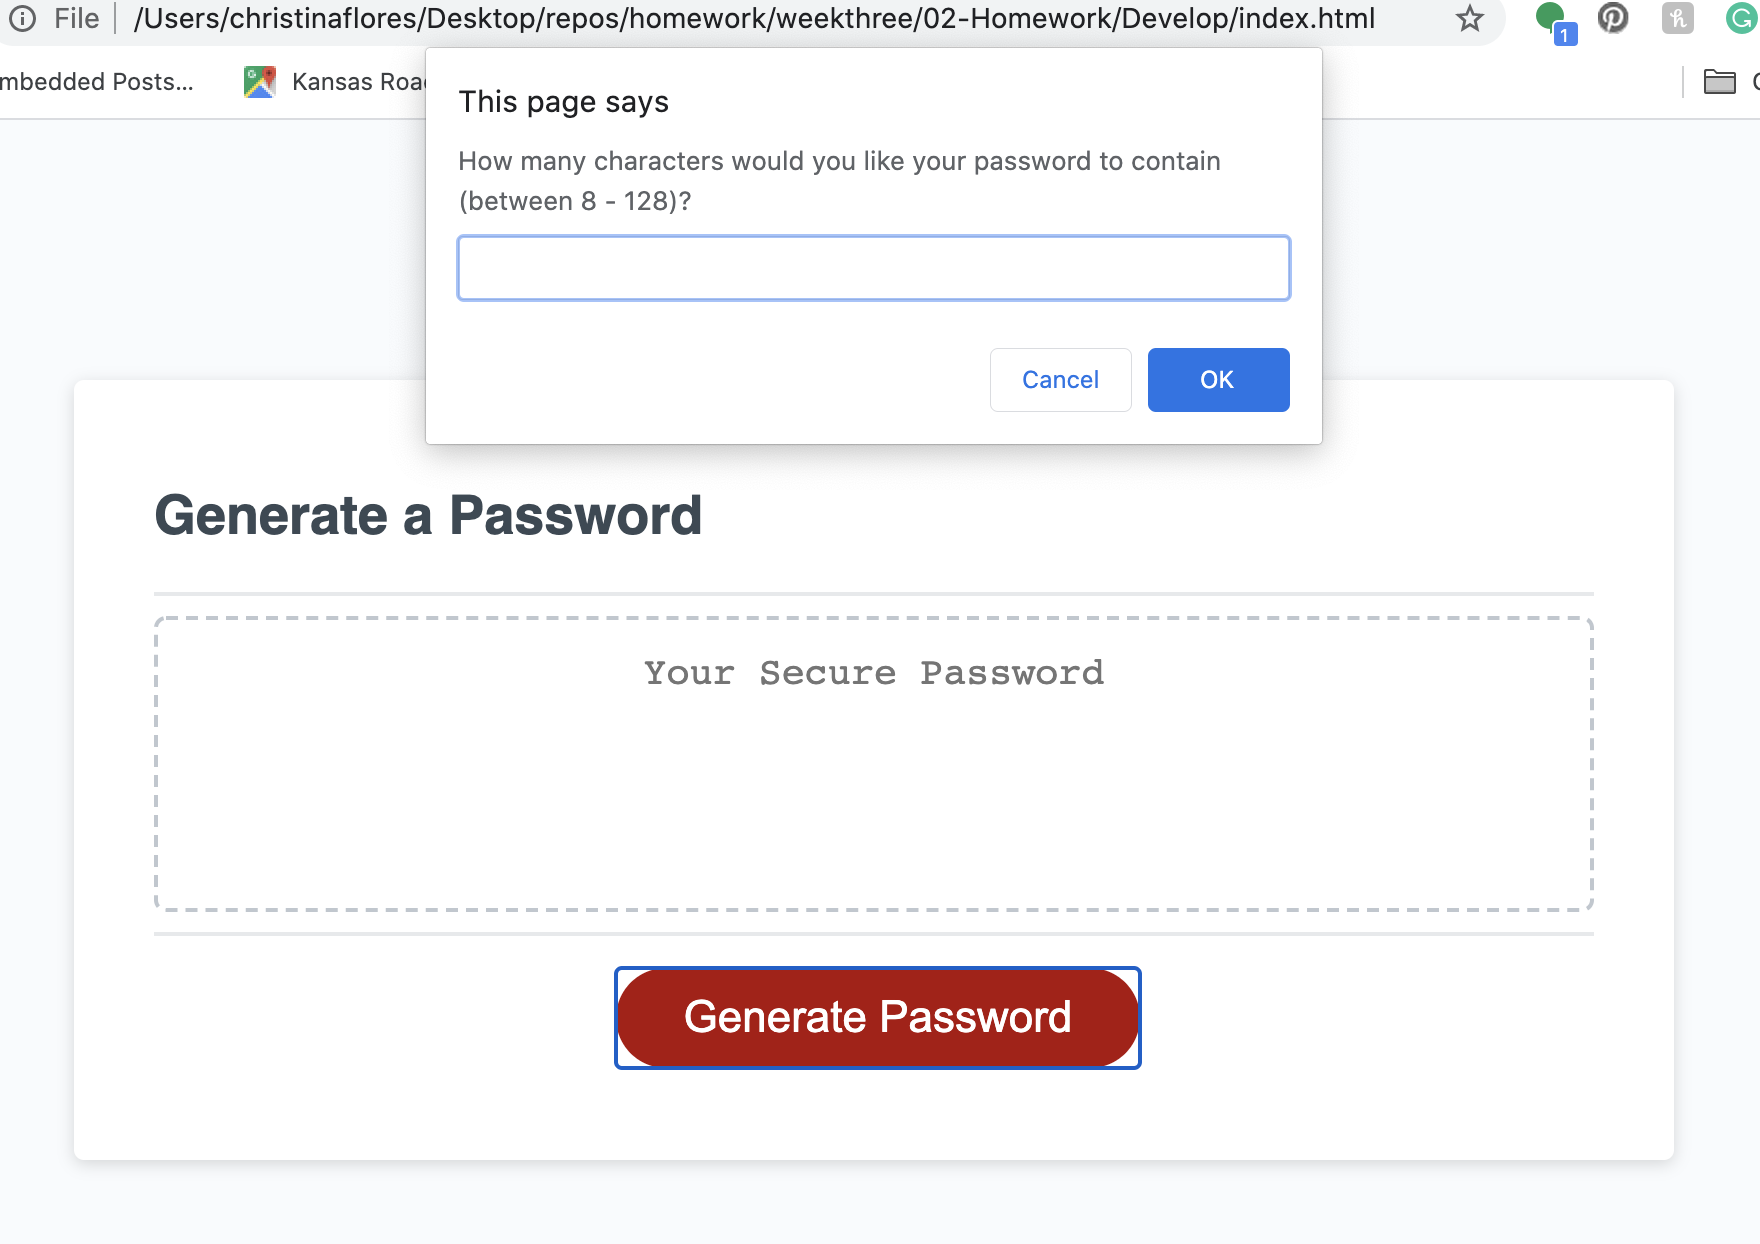 File /Users/christinaflores/Desktop/repos/homework/weekthree/02-Homework/Develop/index.html
1
mbedded Posts...
Kansas Roa
This page says
How many characters would you like your password to contain
(between 8 - 128)?
Cancel
OK
Generate a Password
Your Secure Password
Generate Password